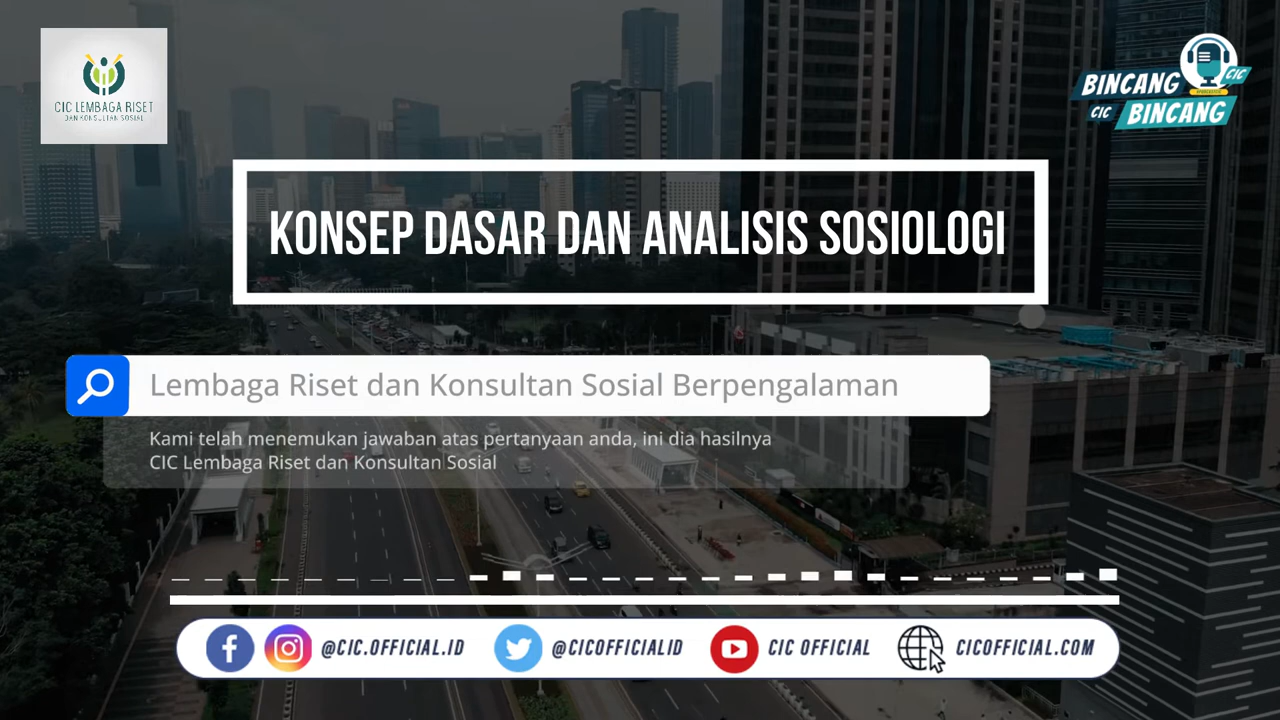 CIC LEMBAGA RISET
DAN KONSULTAN SOSIAL
BINCANG CIC
CIC BINCANG
KONSEP DASAR DAN ANALISIS SOSIOLOGI
Lembaga Riset dan Konsultan Sosial Berpengalaman
Kami telah menemukan jawaban atas pertanyaan anda, ini dia hasilnya
CIC Lembaga Riset dan Konsultan Sosial
@CIC.OFFICIAL.ID
@CICOFFICIALID
CIC OFFICIAL
CICOFFICIAL.COM